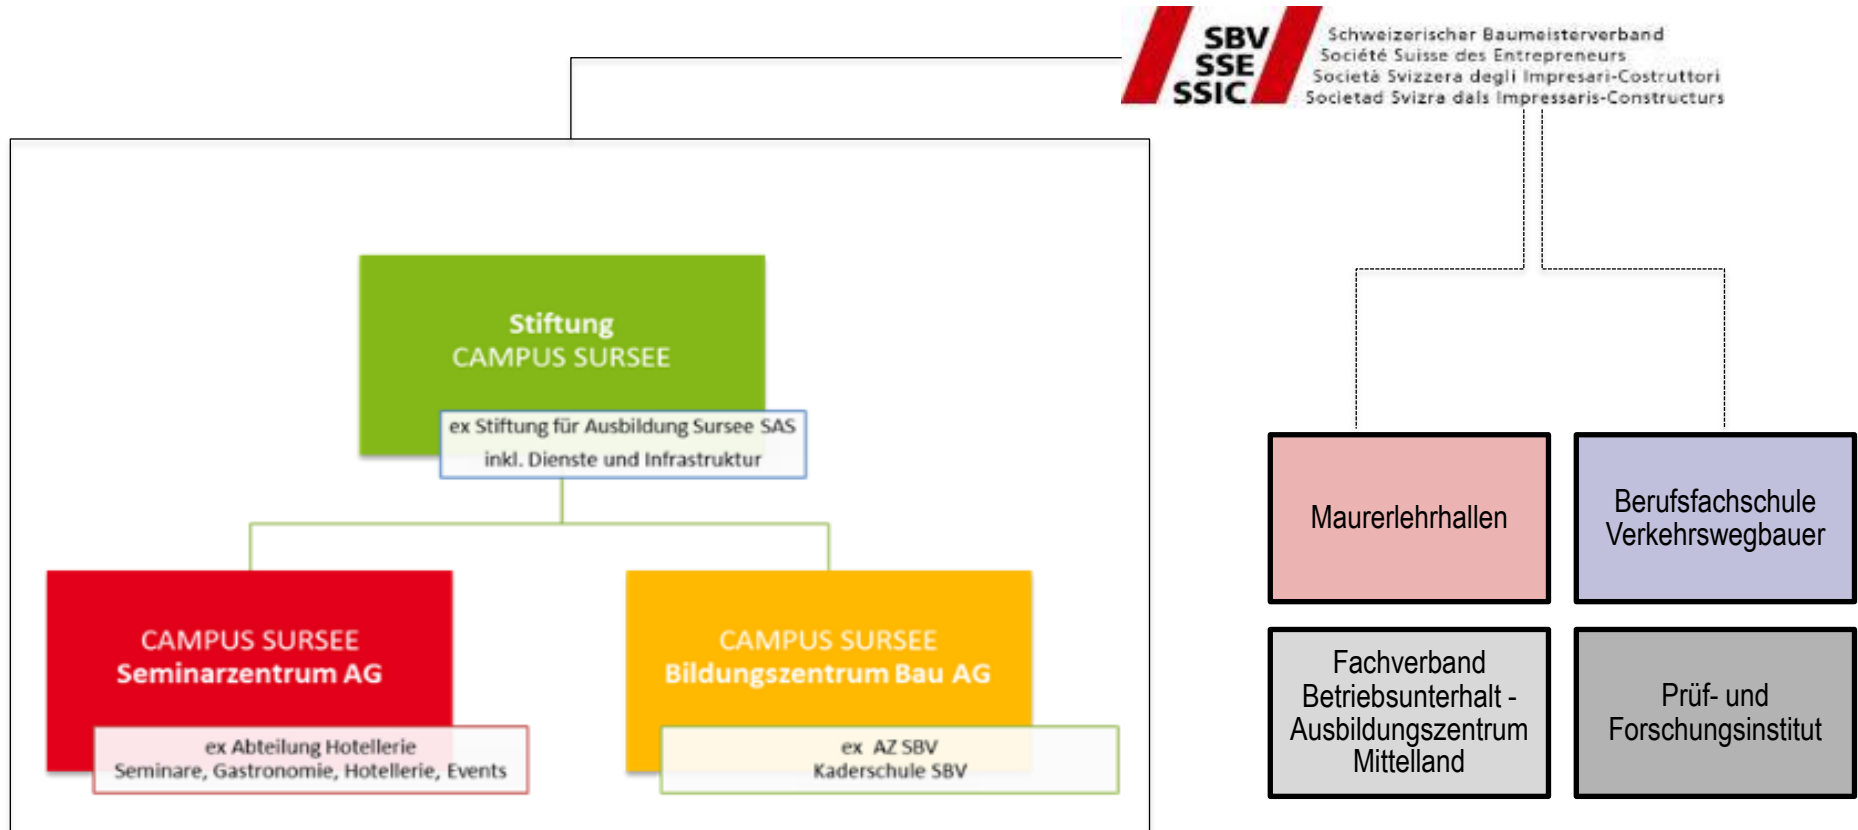 SBV
SSE
SSIC
Schweizerischer Baumeisterverband
Société Suisse des Entrepreneurs
Società Svizzera degli Impresari-Costruttori
Societad Svizra dals Impressaris-Constructurs
Stiftung
CAMPUS SURSEE
ex Stiftung für Ausbildung Sursee SAS
inkl. Dienste und Infrastruktur
CAMPUS SURSEE
Seminarzentrum AG
ex Abteilung Hotellerie
Seminare, Gastronomie, Hotellerie, Events
CAMPUS SURSEE
Bildungszentrum Bau AG
ex AZ SBV
Kaderschule SBV
Maurerlehrhallen
Berufsfachschule
Verkehrswegbauer
Fachverband
Betriebsunterhalt -
Ausbildungszentrum
Mittelland
Prüf- und
Forschungsinstitut